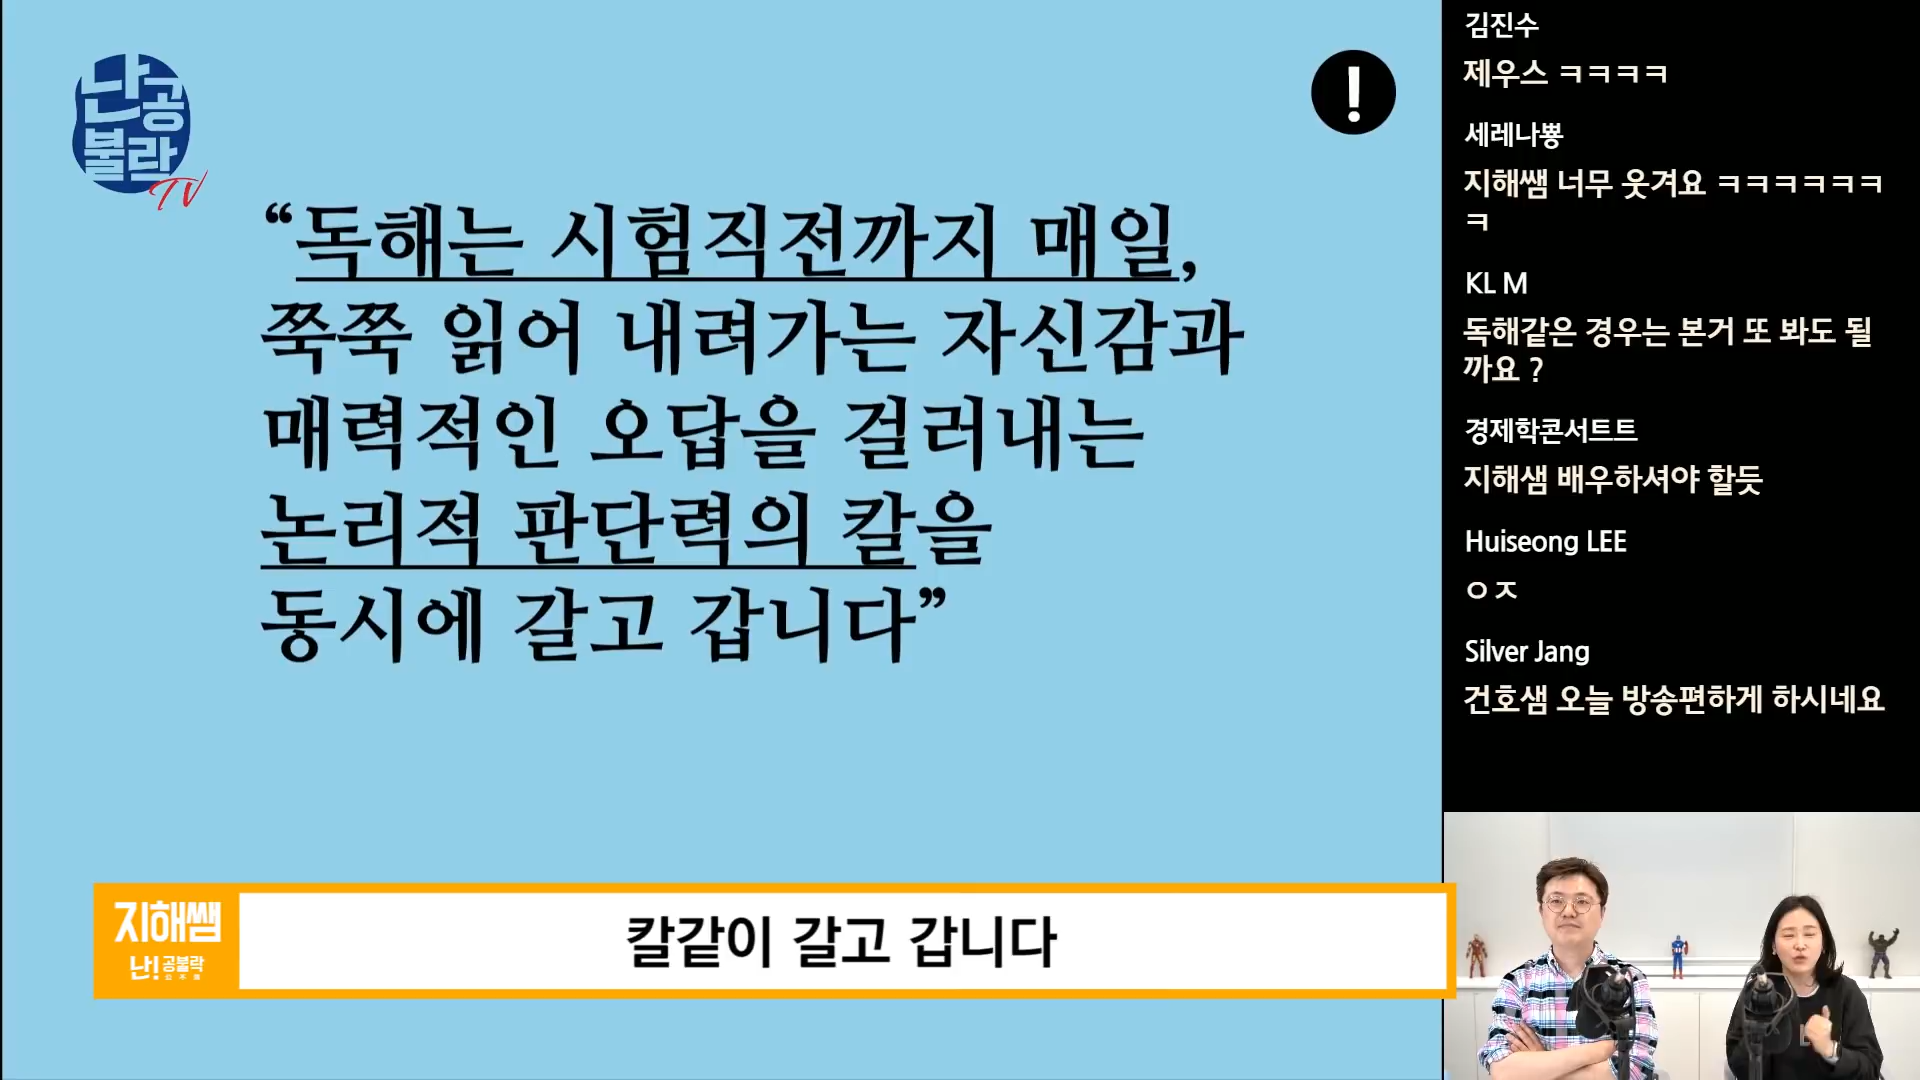 난공
불락
TV
!
“독해는 시험직전까지 매일,
쭉쭉 읽어 내려가는 자신감과
매력적인 오답을 걸러내는
논리적 판단력의 칼을
동시에 갈고 갑니다”
지해쌤
난! 공불락
칼같이 갈고 갑니다
김진수
제우스 ㅋㅋㅋㅋ
세레나뿅
지해쌤 너무 웃겨요 ㅋㅋㅋㅋㅋㅋ
ㅋ
KL M
독해같은 경우는 본거 또 봐도 될
까요 ?
경제학콘서트트
지해샘 배우하셔야 할듯
Huiseong LEE
ㅇㅈ
Silver Jang
건호샘 오늘 방송편하게 하시네요